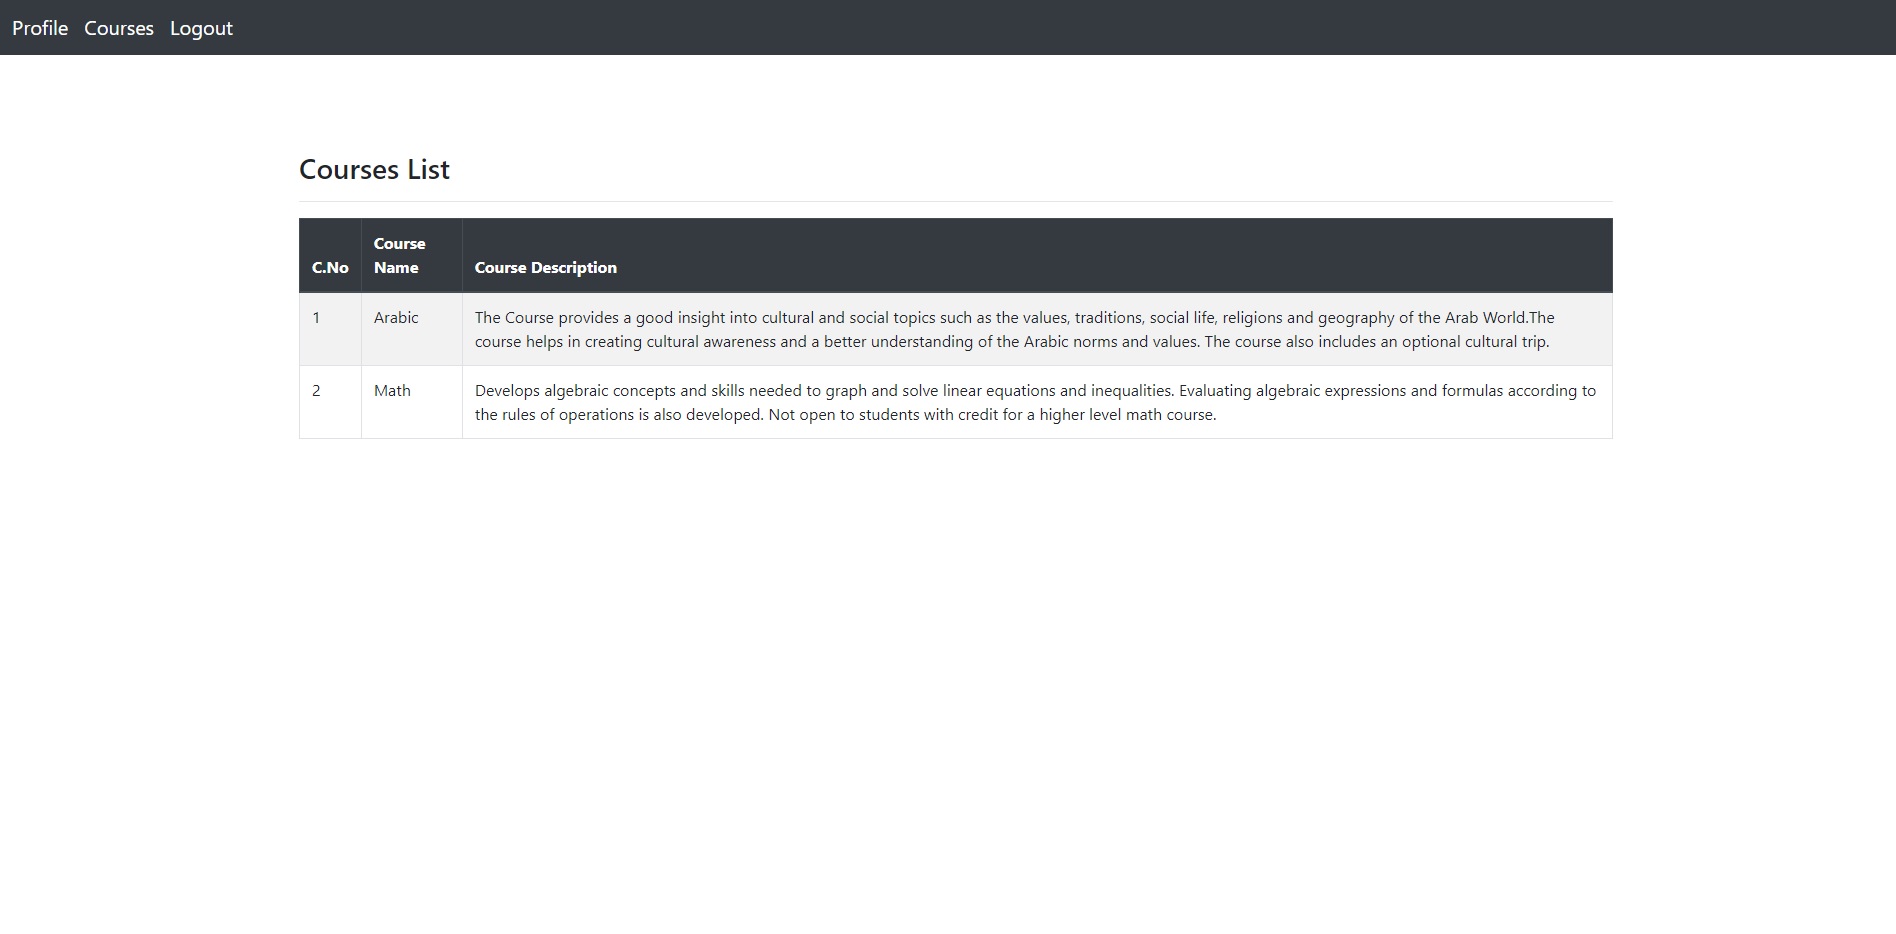 Profile Courses Logout
Courses List
C.No Course Name Course Description
1 Arabic The Course provides a good insight into cultural and social topics such as the values, traditions, social life, religions and geography of the Arab World.The
course helps in creating cultural awareness and a better understanding of the Arabic norms and values. The course also includes an optional cultural trip.
2 Math Develops algebraic concepts and skills needed to graph and solve linear equations and inequalities. Evaluating algebraic expressions and formulas according to
the rules of operations is also developed. Not open to students with credit for a higher level math course.